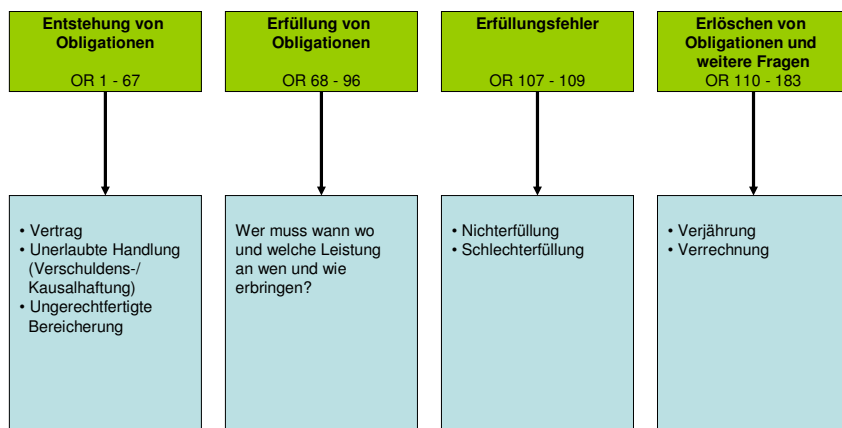 Entstehung von
Obligationen
OR 1 - 67
Erfüllung von
Obligationen
OR 68 - 96
Erfüllungsfehler
OR 107 - 109
Erlöschen von
Obligationen und
weitere Fragen
OR 110 - 183
• Vertrag
• Unerlaubte Handlung
(Verschuldens-/
Kausalhaftung)
• Ungerechtfertigte
Bereicherung
Wer muss wann wo
und welche Leistung
an wen und wie
erbringen?
• Nichterfüllung
• Schlechterfüllung
• Verjährung
• Verrechnung